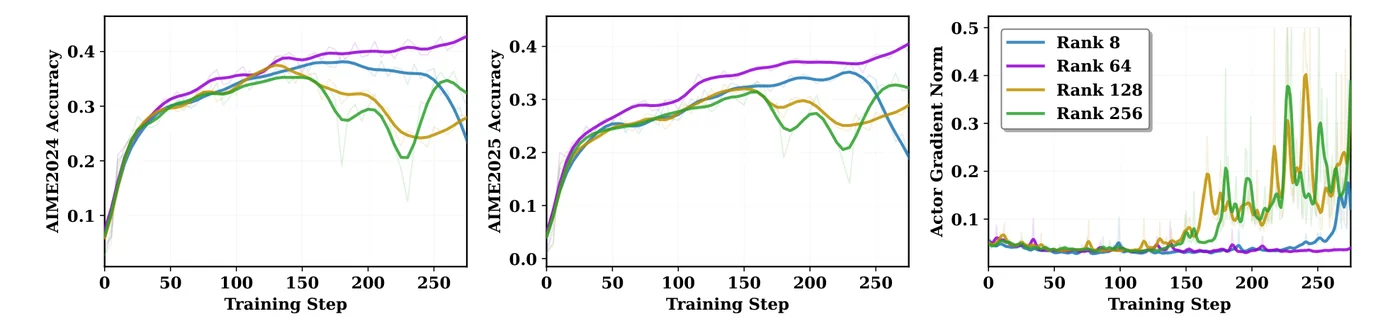 AIME2024 Accuracy
0.4
0.3
0.2
0.1
0 50 100 150 200 250
Training Step
AIME2025 Accuracy
0.4
0.3
0.2
0.1
0.0
0 50 100 150 200 250
Training Step
Actor Gradient Norm
0.5
0.4
0.3
0.2
0.1
Rank 8
Rank 64
Rank 128
Rank 256
0 50 100 150 200 250
Training Step